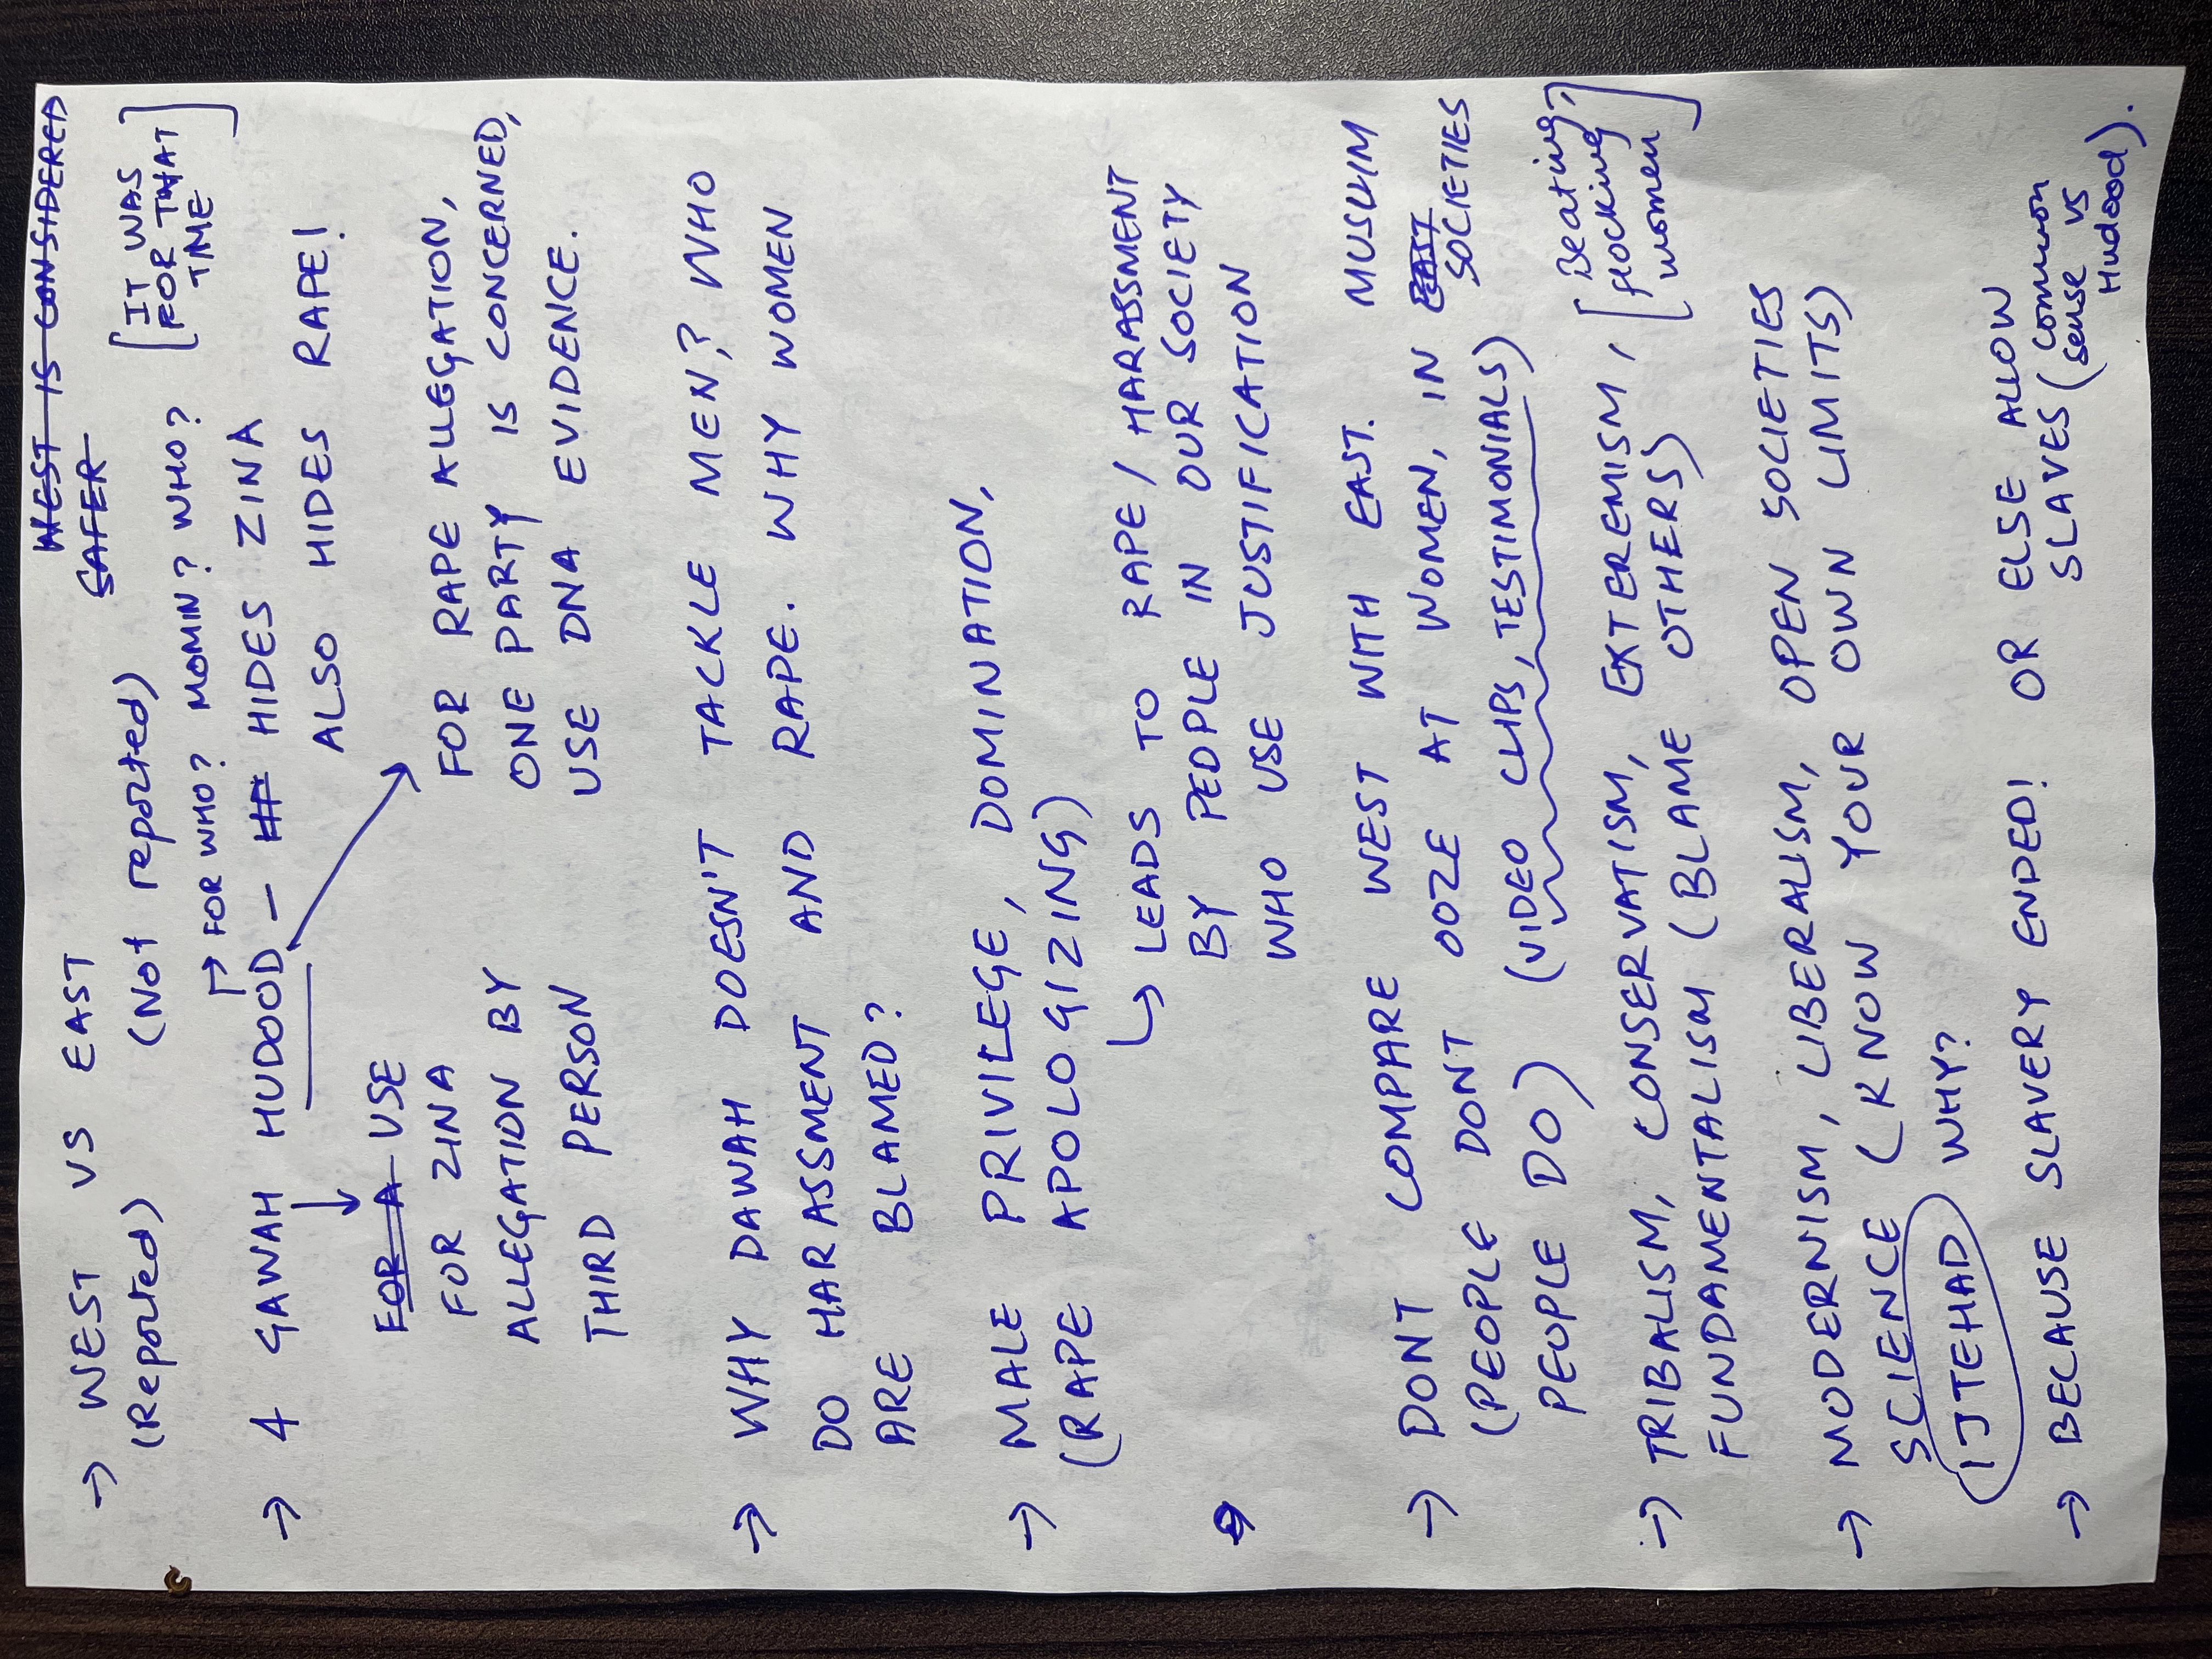 → WEST VS EAST WEST IS CONSIDERED
SAFER
(Reported) (Not reported)
[IT WAS
FOR THAT
TIME]
→ FOR WHO? MOMIN? WHO?
→ 4 GAWAH HUDOOD - HIDES ZINA
ALSO HIDES RAPE!
FOR A USE
FOR ZINA
ALLEGATION BY
THIRD PERSON
FOR RAPE ALLEGATION,
ONE PARTY IS CONCERNED,
USE DNA EVIDENCE.
→ WHY DAWAH DOESN'T TACKLE MEN? WHO
DO HARASSMENT AND RAPE. WHY WOMEN
ARE BLAMED?
→ MALE PRIVILEGE, DOMINATION,
(RAPE APOLOGIZING)
↳ LEADS TO RAPE / HARASSMENT
BY PEOPLE IN OUR SOCIETY
WHO USE JUSTIFICATION
→ DONT COMPARE WEST WITH EAST. MUSLIM
(PEOPLE DONT OOZE AT WOMEN, IN EAST SOCIETIES
PEOPLE DO) (VIDEO CLIPS, TESTIMONIALS)
→ TRIBALISM, CONSERVATISM, EXTEREMISM, [Beating,
flocking
women]
FUNDAMENTALISM (BLAME OTHERS)
→ MODERNISM, LIBERALISM, OPEN SOCIETIES
SCIENCE (KNOW YOUR OWN LIMITS)
IJTEHAD WHY?
→ BECAUSE SLAVERY ENDED! OR ELSE ALLOW
SLAVES (common
sense vs
Hudood).